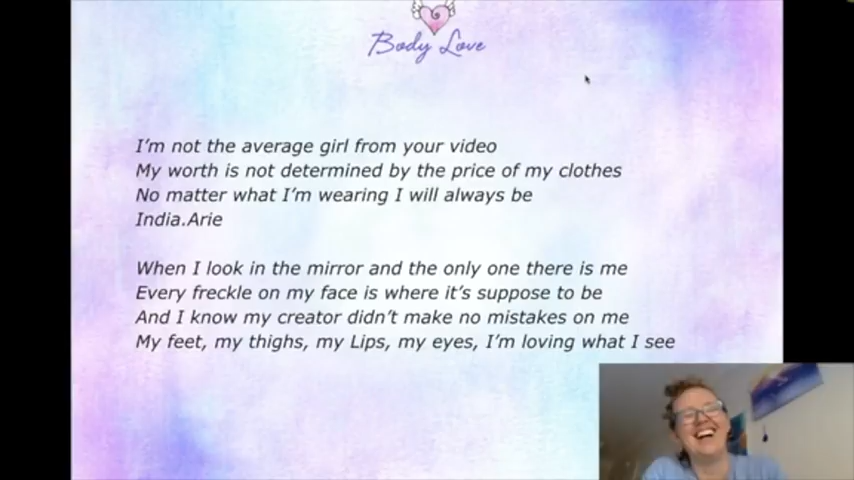 Body Love
I'm not the average girl from your video
My worth is not determined by the price of my clothes
No matter what I'm wearing I will always be
India.Arie
When I look in the mirror and the only one there is me
Every freckle on my face is where it's suppose to be
And I know my creator didn't make no mistakes on me
My feet, my thighs, my Lips, my eyes, I'm loving what I see